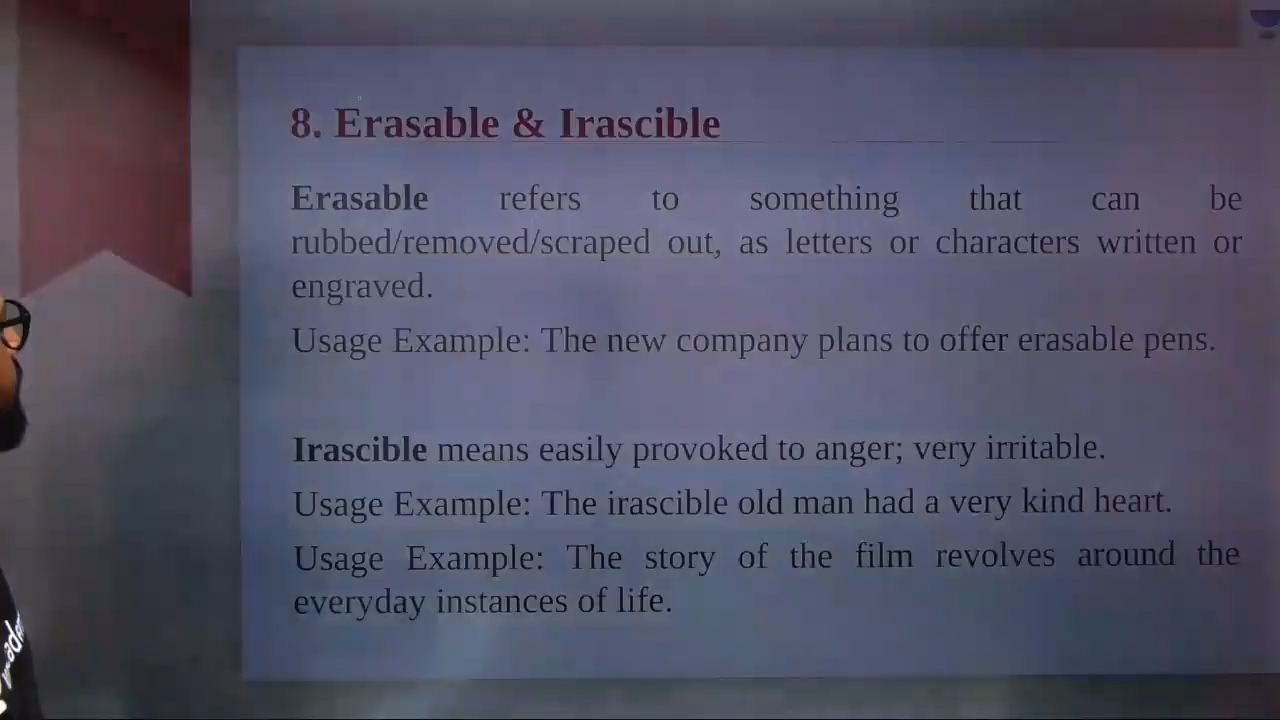 8. Erasable & Irascible
Erasable refers to something that can be
rubbed/removed/scraped out, as letters or characters written or
engraved.
Usage Example: The new company plans to offer erasable pens.
Irascible means easily provoked to anger; very irritable.
Usage Example: The irascible old man had a very kind heart.
Usage Example: The story of the film revolves around the
everyday instances of life.